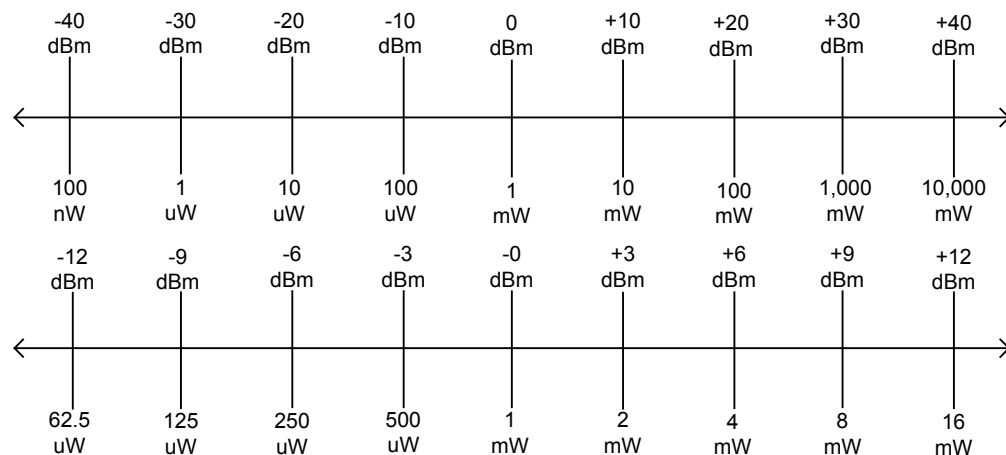 -40 -30 -20 -10 0 +10 +20 +30 +40
dBm dBm dBm dBm dBm dBm dBm dBm dBm
100 1 10 100 1 10 100 1,000 10,000
nW uW uW uW mW mW mW mW mW
-12 -9 -6 -3 -0 +3 +6 +9 +12
dBm dBm dBm dBm dBm dBm dBm dBm dBm
62.5 125 250 500 1 2 4 8 16
uW uW uW uW mW mW mW mW mW